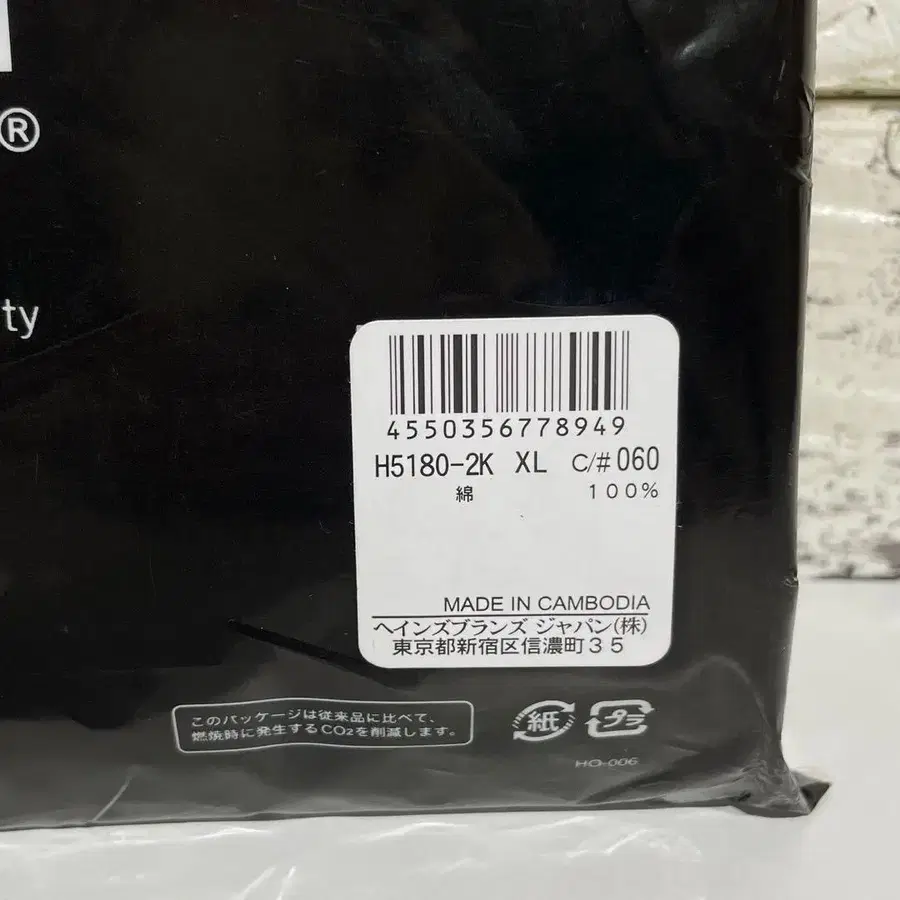 ®
ty
4550356778949
H5180-2K XL C/# 060
綿 100%
MADE IN CAMBODIA
ヘインズブランズ ジャパン(株)
東京都新宿区信濃町35
このパッケージは従来品に比べて、
燃焼時に発生するCO2を削減します。
紙 プラ
HO-006